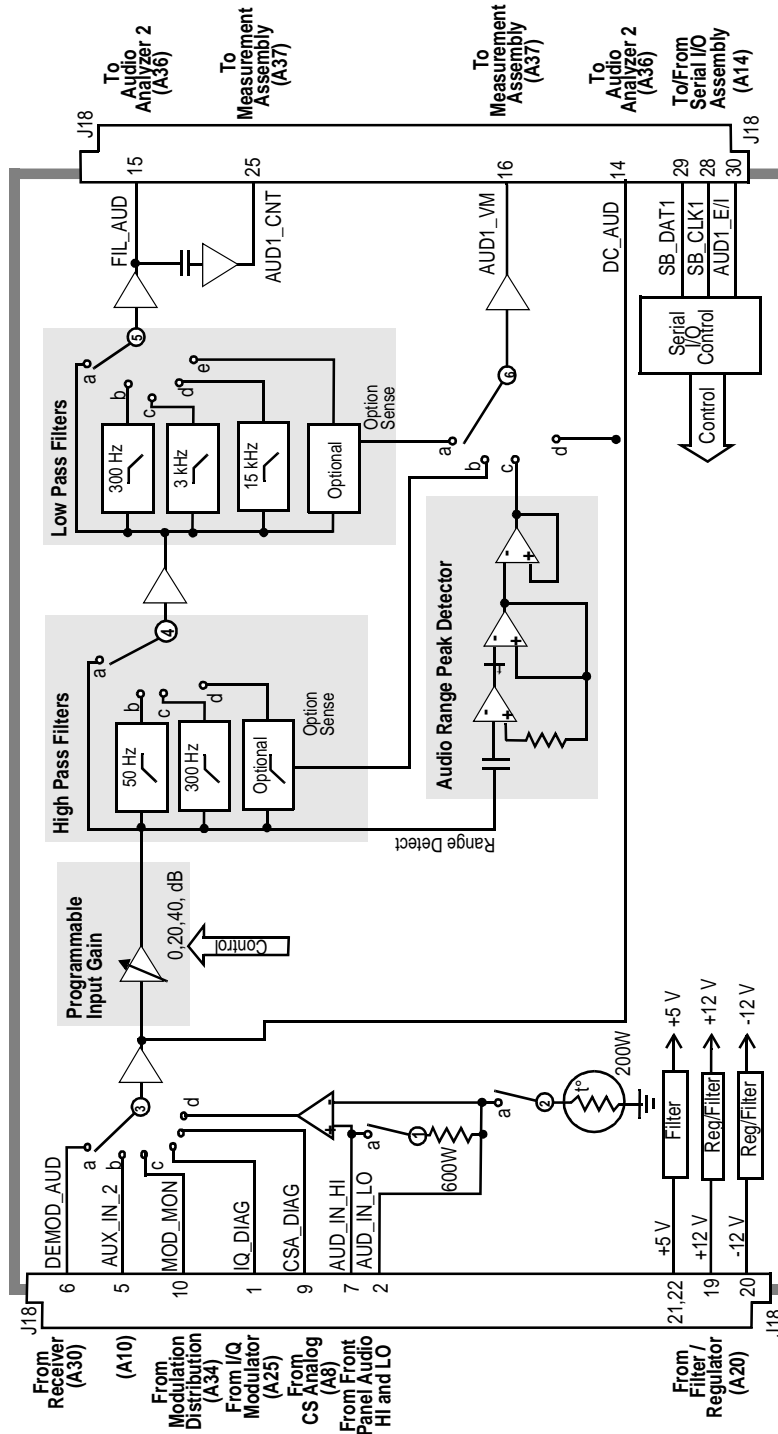 J18
From
Receiver
(A30)
6
DEMOD_AUD
(A10)
5
AUX_IN_2
From
Modulation
Distribution
(A34)
10
MOD_MON
From I/Q
Modulator
(A25)
1
IQ_DIAG
From
CS Analog
(A8)
9
CSA_DIAG
From Front
Panel Audio
HI and LO
7
AUD_IN_HI
2
AUD_IN_LO
From
Filter /
Regulator
(A20)
21,22
+5 V
Filter
+5 V
19
+12 V
Reg/Filter
+12 V
20
-12 V
Reg/Filter
-12 V
J18
a
b
c
d
3
+
-
a
1
600W
a
2
t°
200W
Programmable
Input Gain
0,20,40, dB
Control
High Pass Filters
a
50 Hz
b
c
300 Hz
d
Optional
Option
Sense
4
Range Detect
Low Pass Filters
a
300 Hz
b
c
3 kHz
d
15 kHz
e
Optional
Option
Sense
5
Audio Range Peak Detector
-
+
-
+
-
+
a
b
c
d
6
Control
Serial
I/O
Control
J18
FIL_AUD
15
To
Audio
Analyzer 2
(A36)
AUD1_CNT
25
To
Measurement
Assembly
(A37)
AUD1_VM
16
To
Measurement
Assembly
(A37)
DC_AUD
14
To
Audio
Analyzer 2
(A36)
SB_DAT1
29
SB_CLK1
28
AUD1_E/I
30
To/From
Serial I/O
Assembly
(A14)
J18